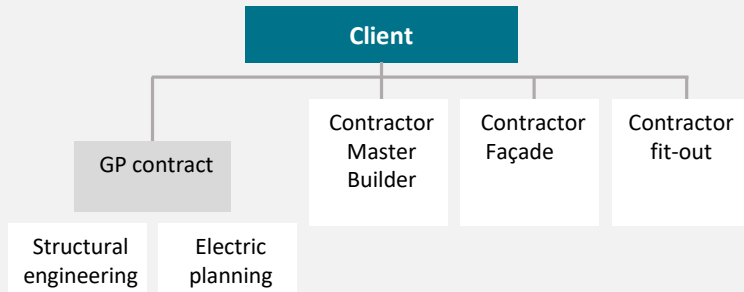 Client
GP contract
Contractor
Master
Builder
Contractor
Façade
Contractor
fit-out
Structural
engineering
Electric
planning